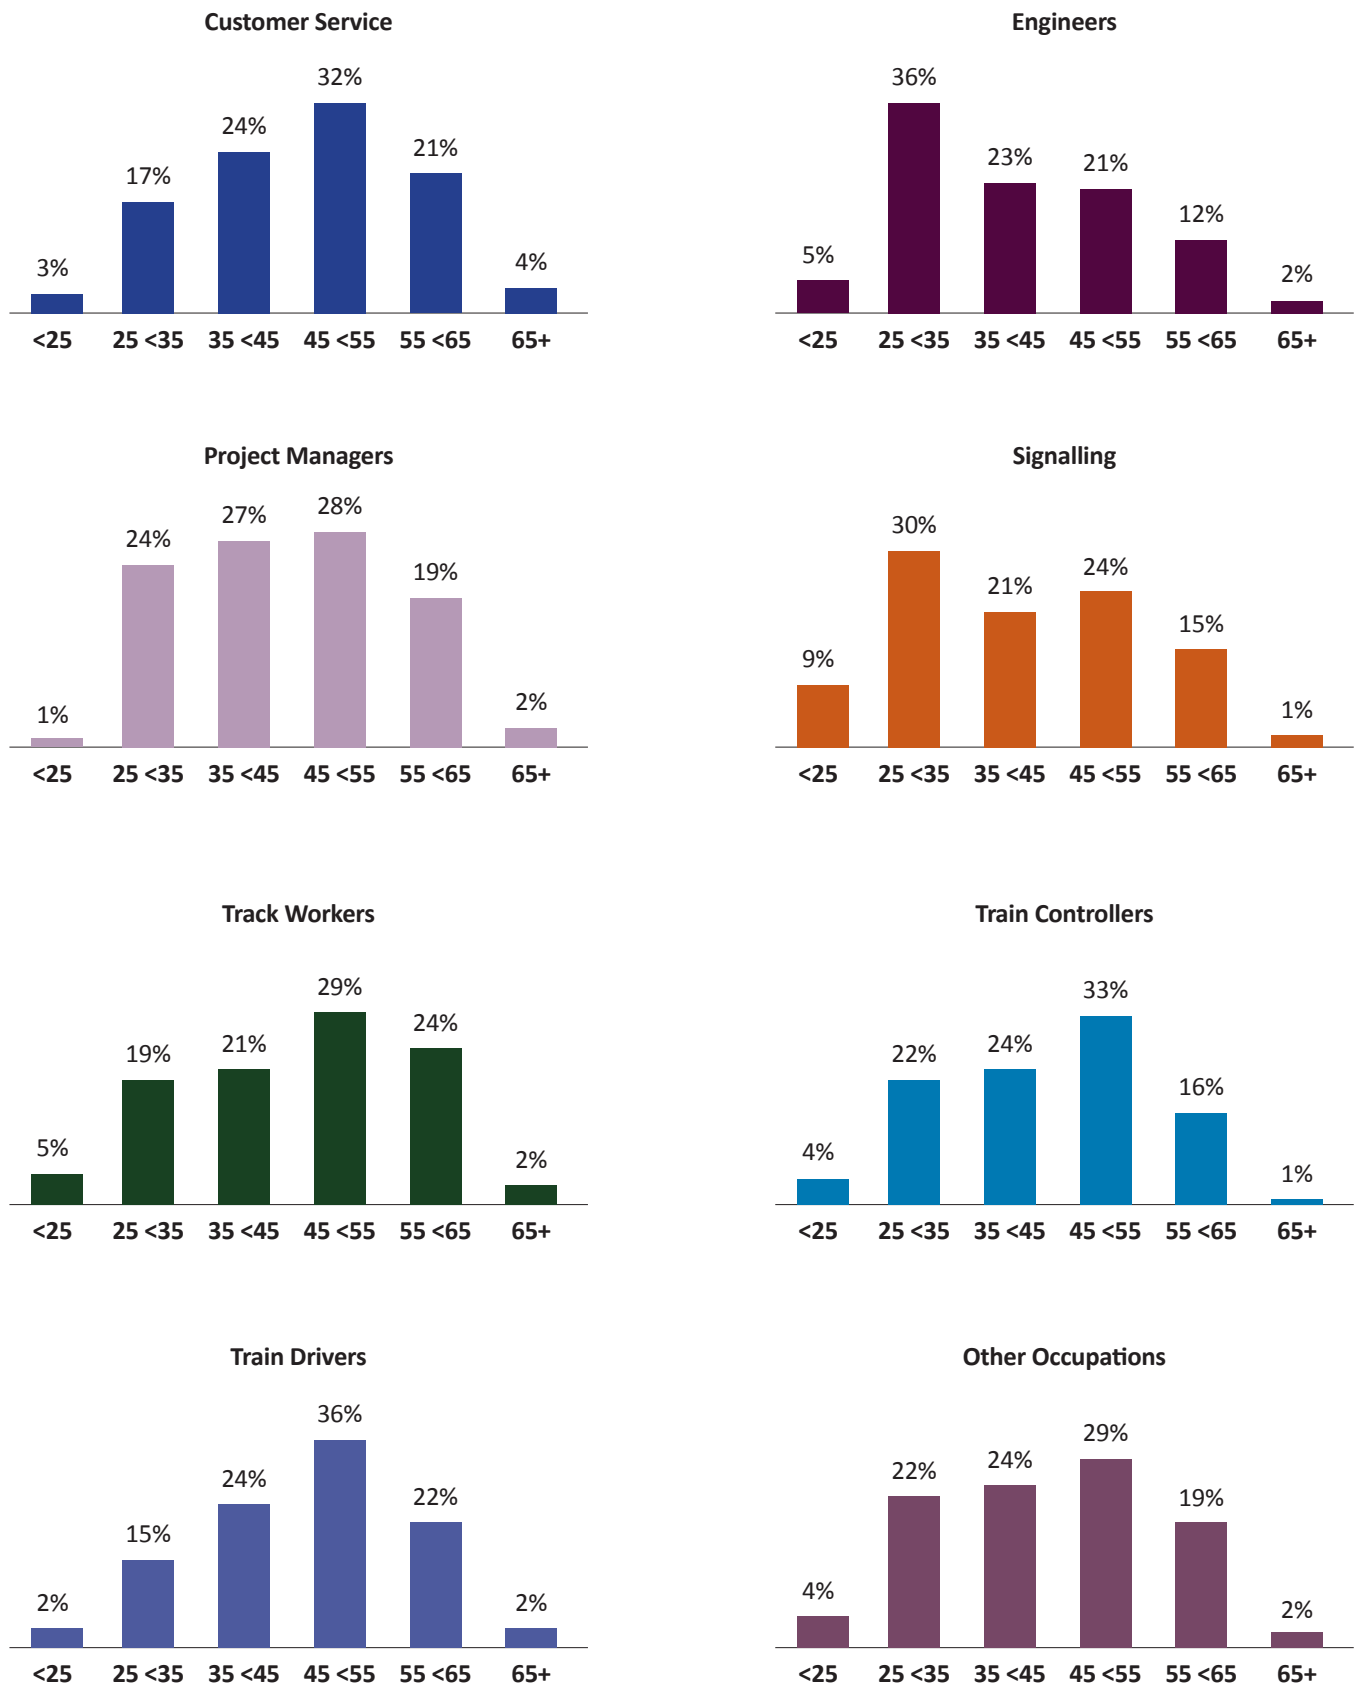 Customer Service
32%
24%
21%
17%
4%
3%
<25 25 <35 35 <45 45 <55 55 <65 65+
Engineers
36%
23%
21%
12%
5%
2%
<25 25 <35 35 <45 45 <55 55 <65 65+
Project Managers
28%
27%
24%
19%
2%
1%
<25 25 <35 35 <45 45 <55 55 <65 65+
Signalling
30%
24%
21%
15%
9%
1%
<25 25 <35 35 <45 45 <55 55 <65 65+
Track Workers
29%
24%
21%
19%
5%
2%
<25 25 <35 35 <45 45 <55 55 <65 65+
Train Controllers
33%
24%
22%
16%
4%
1%
<25 25 <35 35 <45 45 <55 55 <65 65+
Train Drivers
36%
24%
22%
15%
2% 2%
<25 25 <35 35 <45 45 <55 55 <65 65+
Other Occupations
29%
24%
22%
19%
4%
2%
<25 25 <35 35 <45 45 <55 55 <65 65+